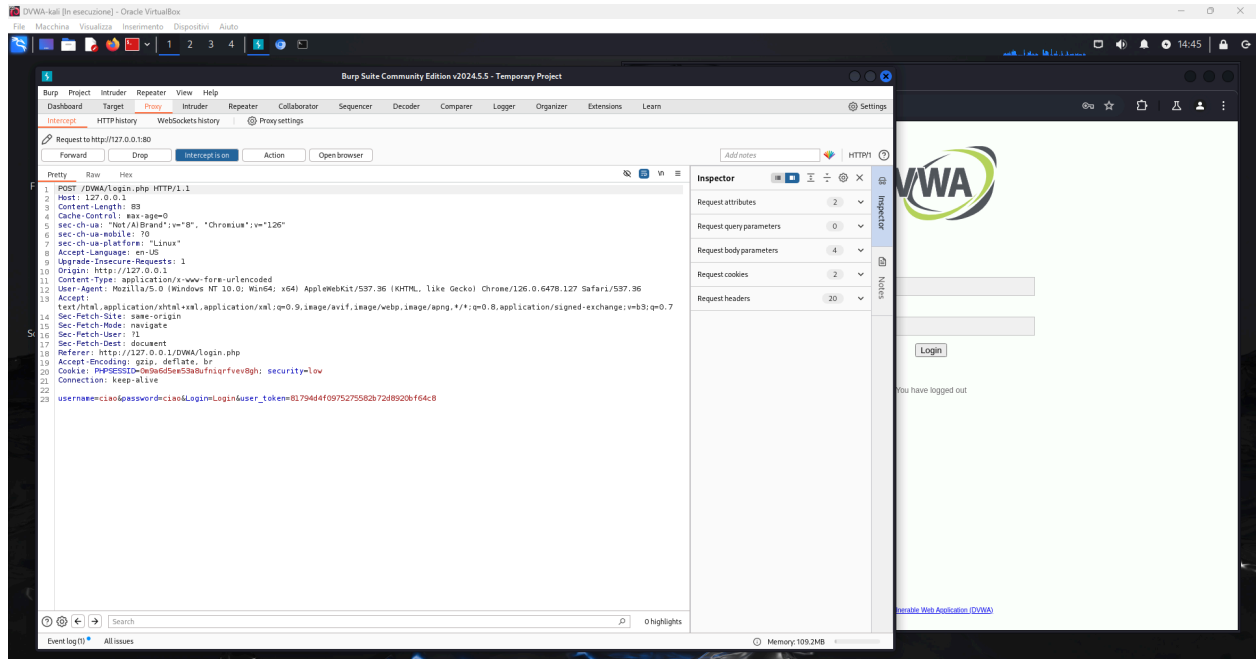 DVWA-kali [In esecuzione] - Oracle VirtualBox
File Macchina Visualizza Inserimento Dispositivi Aiuto
1 2 3 4
14:45
Burp Suite Community Edition v2024.5.5 - Temporary Project
Burp Project Intruder Repeater View Help
Dashboard Target Proxy Intruder Repeater Collaborator Sequencer Decoder Comparer Logger Organizer Extensions Learn
Settings
Intercept HTTP history WebSockets history Proxy settings
Request to http://127.0.0.1:80
Forward Drop Intercept is on Action Open browser Add notes HTTP/1
Pretty Raw Hex
1 POST /DVWA/login.php HTTP/1.1
2 Host: 127.0.0.1
3 Content-Length: 83
4 Cache-Control: max-age=0
5 sec-ch-ua: "Not/A)Brand";v="8", "Chromium";v="126"
6 sec-ch-ua-mobile: ?0
7 sec-ch-ua-platform: "Linux"
8 Accept-Language: en-US
9 Upgrade-Insecure-Requests: 1
10 Origin: http://127.0.0.1
11 Content-Type: application/x-www-form-urlencoded
12 User-Agent: Mozilla/5.0 (Windows NT 10.0; Win64; x64) AppleWebKit/537.36 (KHTML, like Gecko) Chrome/126.0.6478.127 Safari/537.36
13 Accept:
text/html,application/xhtml+xml,application/xml;q=0.9,image/avif,image/webp,image/apng,*/*;q=0.8,application/signed-exchange;v=b3;q=0.7
14 Sec-Fetch-Site: same-origin
15 Sec-Fetch-Mode: navigate
16 Sec-Fetch-User: ?1
17 Sec-Fetch-Dest: document
18 Referer: http://127.0.0.1/DVWA/login.php
19 Accept-Encoding: gzip, deflate, br
20 Cookie: PHPSESSID=0m9a6d5em53a8ufniqrfvev8gh; security=low
21 Connection: keep-alive
22
23 username=ciao&password=ciao&Login=Login&user_token=81794d4f0975275582b72d8920bf64c8
Inspector
Request attributes 2
Request query parameters 0
Request body parameters 4
Request cookies 2
Request headers 20
Inspector
Notes
VWA
Login
You have logged out
nerable Web Application (DVWA)
Search
0 highlights
Event log (1) All issues
Memory: 109.2MB